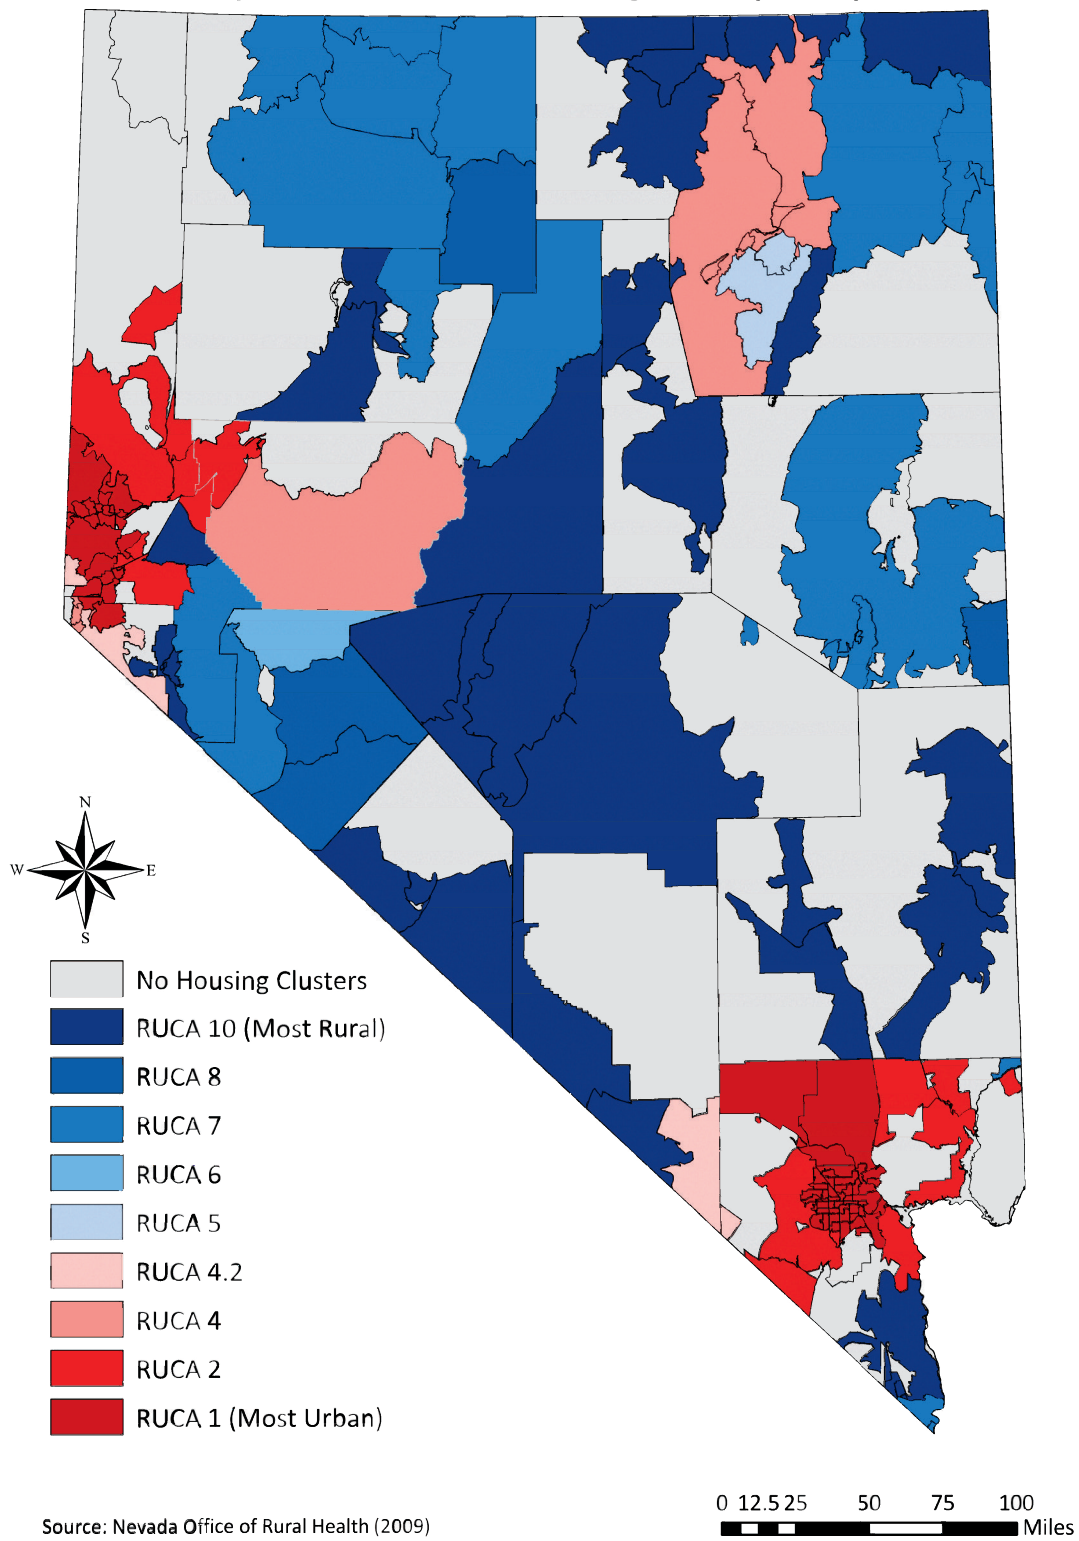 N
W E
S
No Housing Clusters
RUCA 10 (Most Rural)
RUCA 8
RUCA 7
RUCA 6
RUCA 5
RUCA 4.2
RUCA 4
RUCA 2
RUCA 1 (Most Urban)
0 12.5 25 50 75 100
Miles
Source: Nevada Office of Rural Health (2009)